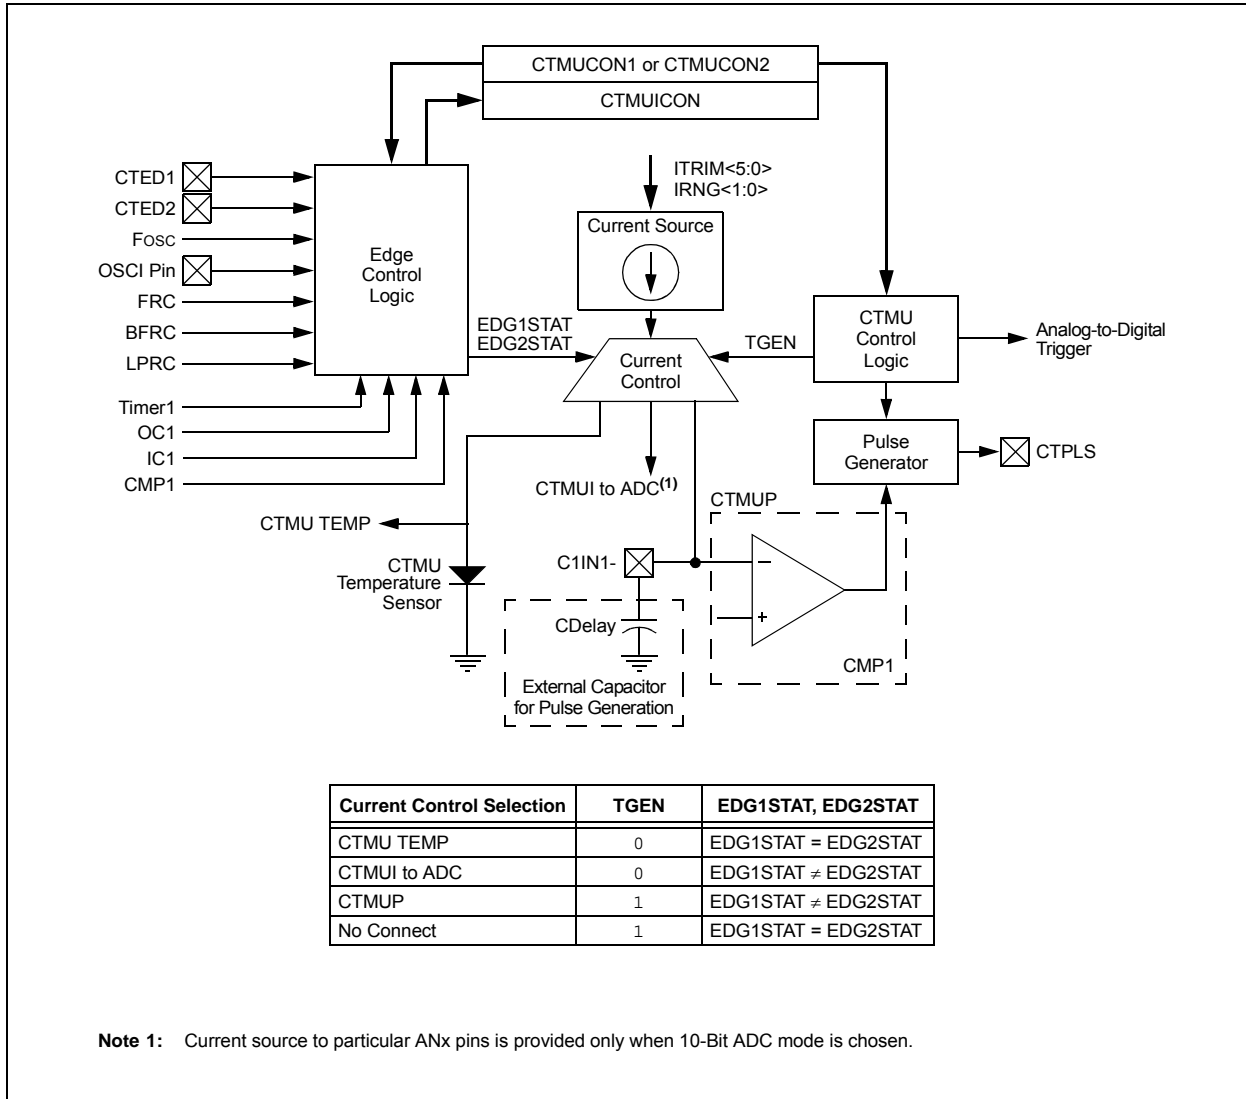 CTMUCON1 or CTMUCON2
CTMUICON
CTED1
CTED2
FOSC
OSCI Pin
FRC
BFRC
LPRC
Timer1
OC1
IC1
CMP1
Edge
Control
Logic
ITRIM<5:0>
IRNG<1:0>
Current Source
EDG1STAT
EDG2STAT
Current
Control
TGEN
CTMU
Control
Logic
Analog-to-Digital
Trigger
Pulse
Generator
CTPLS
CTMUI to ADC(1)
CTMUP
CTMU TEMP
CTMU
Temperature
Sensor
C1IN1-
CDelay
External Capacitor
for Pulse Generation
−
+
CMP1
Current Control Selection TGEN EDG1STAT, EDG2STAT
CTMU TEMP 0 EDG1STAT = EDG2STAT
CTMUI to ADC 0 EDG1STAT ≠ EDG2STAT
CTMUP 1 EDG1STAT ≠ EDG2STAT
No Connect 1 EDG1STAT = EDG2STAT
Note 1: Current source to particular ANx pins is provided only when 10-Bit ADC mode is chosen.